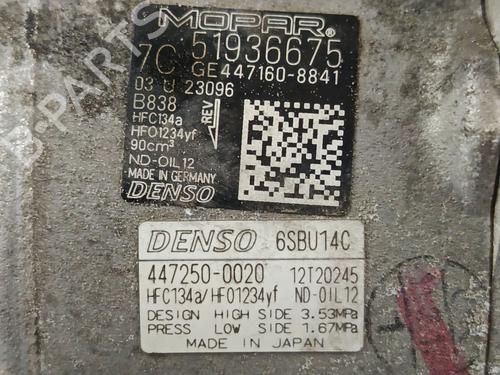 MOPAR®
7C 51936675
GE447160-8841
03 U 23096
B838
REV
HFC134a
HFO1234yf
90cm³
ND-OIL12
MADE IN GERMANY
DENSO
DENSO 6SBU14C
447250-0020 12T20245
HFC134a/HFO1234yf ND-OIL12
DESIGN HIGH SIDE 3.53MPa
PRESS LOW SIDE 1.67MPa
MADE IN JAPAN
B-PARTS